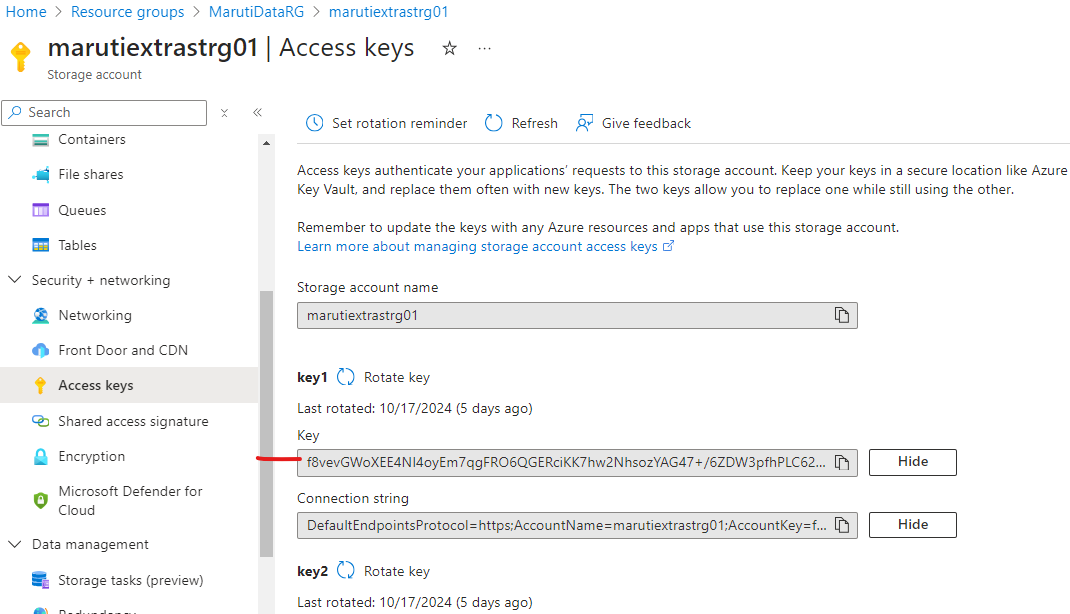 Home > Resource groups > MarutiDataRG > marutiextrastrg01
marutiextrastrg01 | Access keys ☆ ···
Storage account
Search
Containers
File shares
Queues
Tables
Security + networking
Networking
Front Door and CDN
Access keys
Shared access signature
Encryption
Microsoft Defender for
Cloud
Data management
Storage tasks (preview)
Redundancy
Set rotation reminder Refresh Give feedback
Access keys authenticate your applications' requests to this storage account. Keep your keys in a secure location like Azure
Key Vault, and replace them often with new keys. The two keys allow you to replace one while still using the other.
Remember to update the keys with any Azure resources and apps that use this storage account.
Learn more about managing storage account access keys
Storage account name
marutiextrastrg01
key1 Rotate key
Last rotated: 10/17/2024 (5 days ago)
Key
f8vevGWoXEE4NI4oyEm7qgFRO6QGERciKK7hw2NhsozYAG47+/6ZDW3pfhPLC62... Hide
Connection string
DefaultEndpointsProtocol=https;AccountName=marutiextrastrg01;AccountKey=f... Hide
key2 Rotate key
Last rotated: 10/17/2024 (5 days ago)